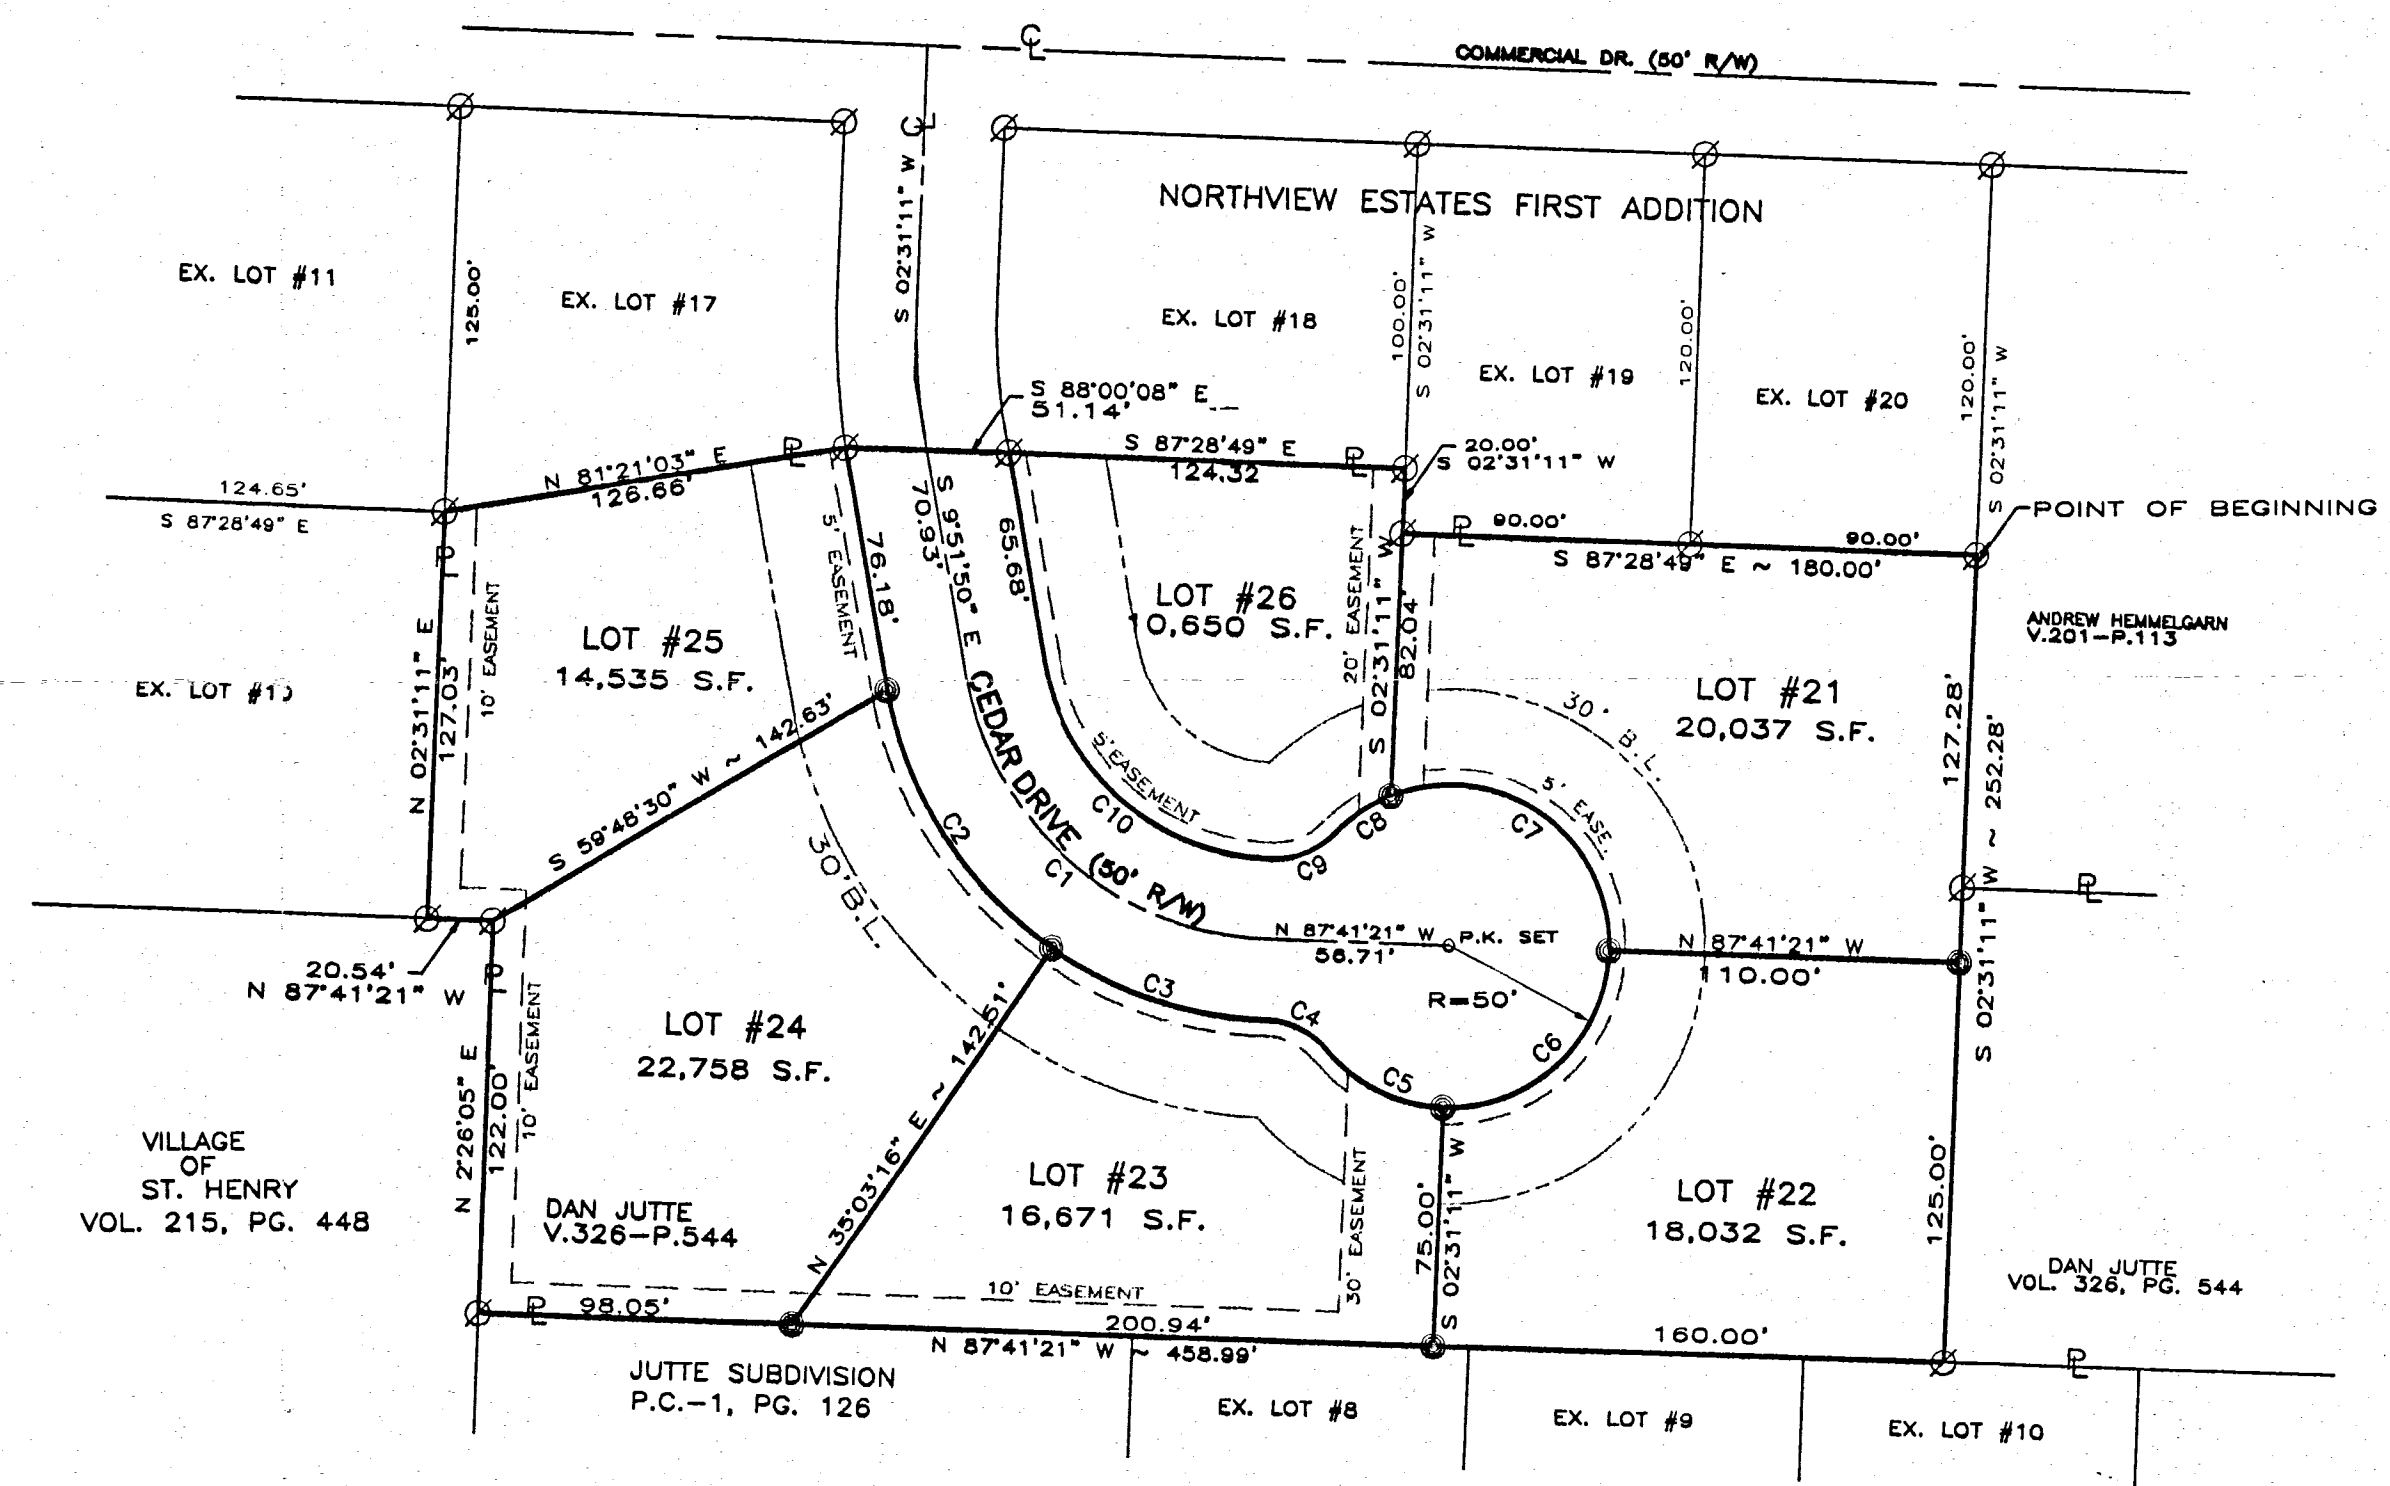 COMMERCIAL DR. (50' R/W)
NORTHVIEW ESTATES FIRST ADDITION
EX. LOT #11
125.00'
EX. LOT #17
S 02°31'11" W
EX. LOT #18
100.00'
S 02°31'11" W
EX. LOT #19
120.00'
EX. LOT #20
120.00'
S 02°31'11" W
S 88°00'08" E
51.14'
N 81°21'03" E
126.66'
S 87°28'49" E
124.32
20.00'
S 02°31'11" W
124.65'
S 87°28'49" E
90.00'
90.00'
S 87°28'49" E ~ 180.00'
POINT OF BEGINNING
ANDREW HEMMELGARN
V.201-P.113
5' EASEMENT
76.18'
S 9°51'50" E
70.93'
65.68'
LOT #26
10,650 S.F.
20' EASEMENT
S 02°31'11" W
82.04'
N 02°31'11" E
127.03'
10' EASEMENT
LOT #25
14,535 S.F.
EX. LOT
LOT #21
20,037 S.F.
30' B.L.
127.28'
S 02°31'11" W ~ 252.28'
S 59°48'30" W ~ 142.63'
CEDAR DRIVE (50' R/W)
5' EASEMENT
5' EASE.
C10
C9
C8
C7
C2
C1
30' B.L.
N 87°41'21" W
56.71'
P.K. SET
N 87°41'21" W
110.00'
R=50'
20.54'
N 87°41'21" W
N 2°26'05" E
122.00'
10' EASEMENT
LOT #24
22,758 S.F.
N 35°03'16" E ~ 142.51'
C3
C4
C5
C6
VILLAGE
OF
ST. HENRY
VOL. 215, PG. 448
DAN JUTTE
V.326-P.544
LOT #23
16,671 S.F.
30' EASEMENT
75.00'
S 02°31'11" W
LOT #22
18,032 S.F.
125.00'
DAN JUTTE
VOL. 326, PG. 544
10' EASEMENT
98.05'
200.94'
N 87°41'21" W ~ 458.99'
160.00'
JUTTE SUBDIVISION
P.C.-1, PG. 126
EX. LOT #8
EX. LOT #9
EX. LOT #10